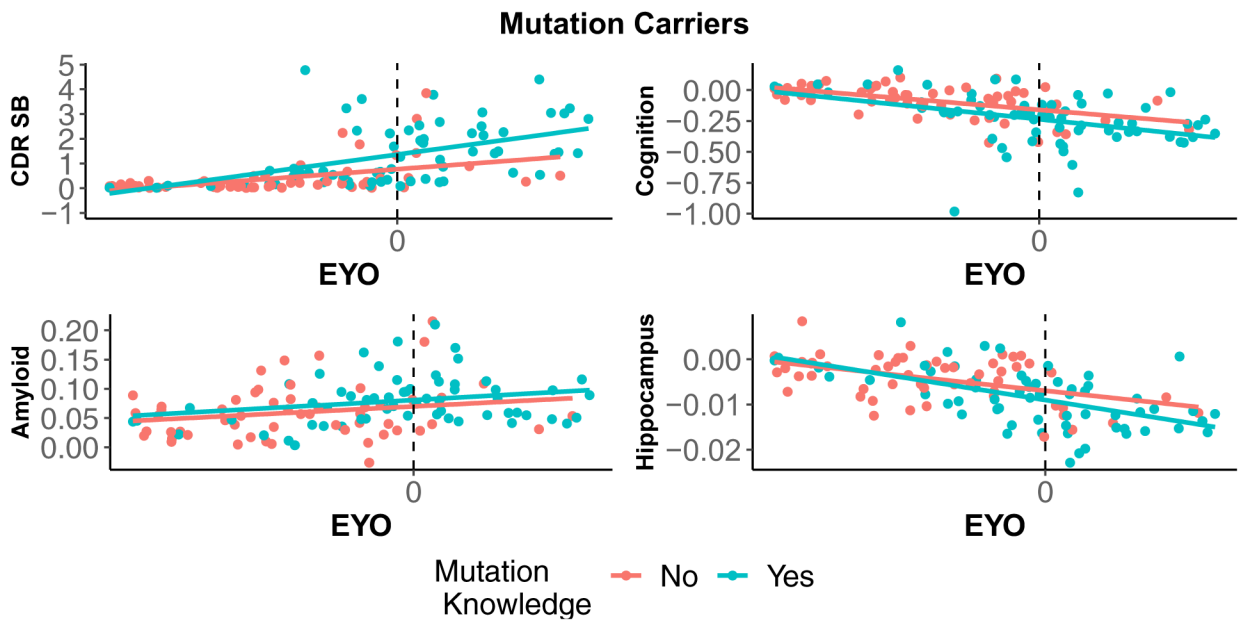 Mutation Carriers
CDR SB
5
4
3
2
1
0
−1
0
EYO
Cognition
0.00
−0.25
−0.50
−0.75
−1.00
0
EYO
Amyloid
0.20
0.15
0.10
0.05
0.00
0
EYO
Hippocampus
0.00
−0.01
−0.02
0
EYO
Mutation
Knowledge
No
Yes